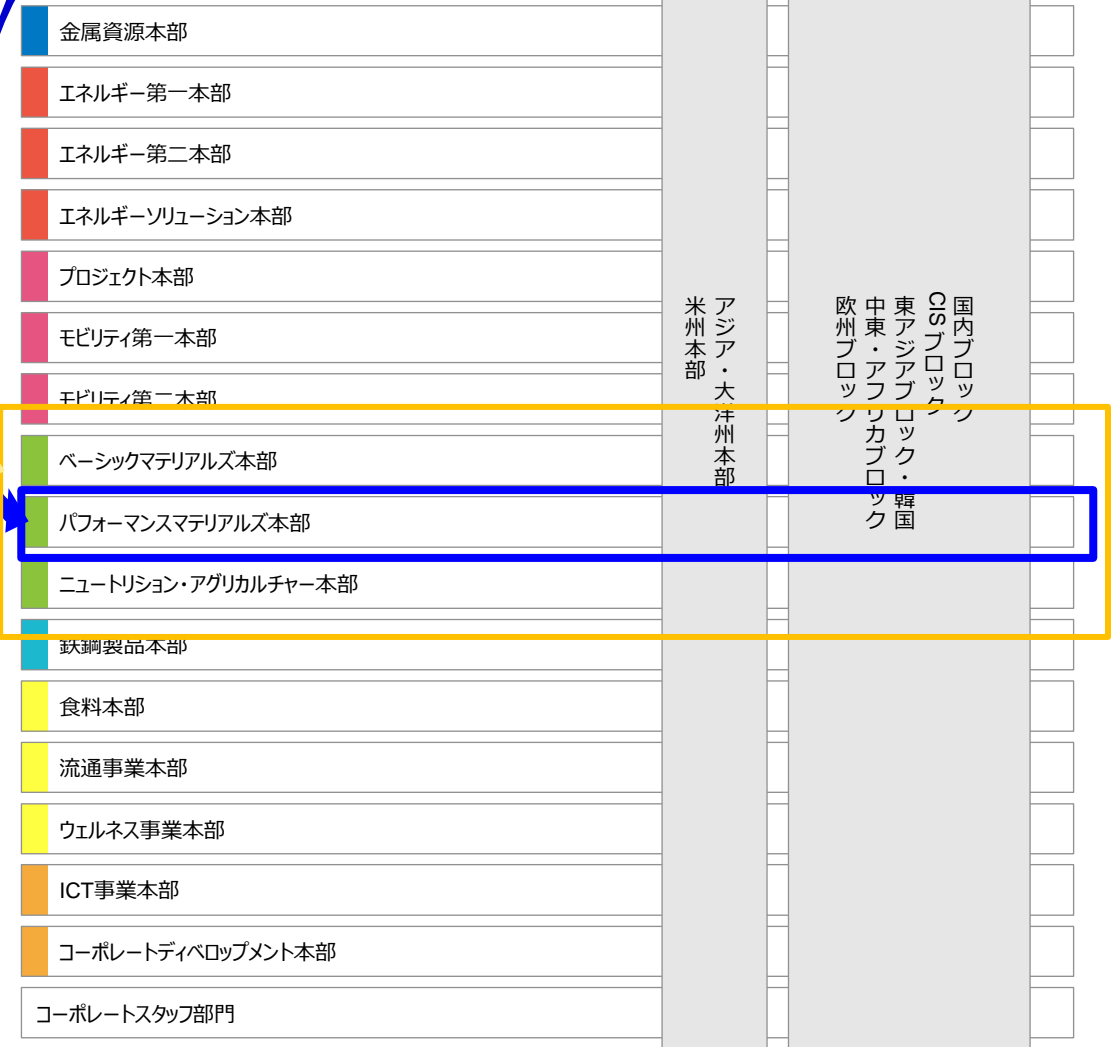 金属資源本部
エネルギー第一本部
エネルギー第二本部
エネルギーソリューション本部
プロジェクト本部
モビリティ第一本部
モビリティ第二本部
ベーシックマテリアルズ本部
パフォーマンスマテリアルズ本部
ニュートリション・アグリカルチャー本部
鉄鋼製品本部
食料本部
流通事業本部
ウェルネス事業本部
ICT事業本部
コーポレートディベロップメント本部
コーポレートスタッフ部門
アジア・大洋州本部
米州本部
国内ブロック
CISブロック
東アジアブロック・韓国
中東・アフリカブロック
欧州ブロック